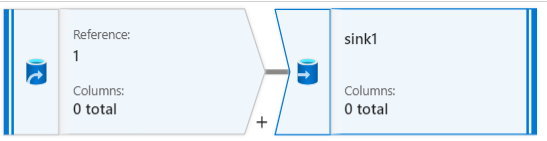 Reference:
1
Columns:
0 total
+
sink1
Columns:
0 total